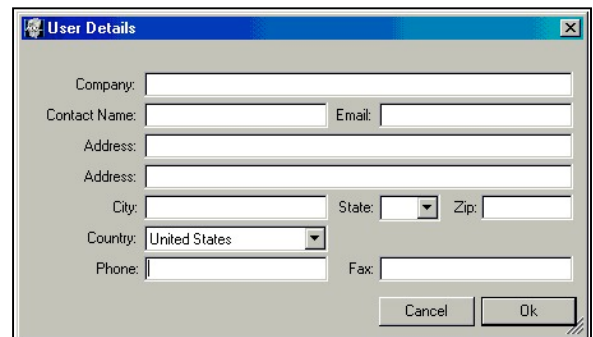 User Details
Company:
Contact Name: Email:
Address:
Address:
City: State: Zip:
Country: United States
Phone: Fax:
Cancel Ok